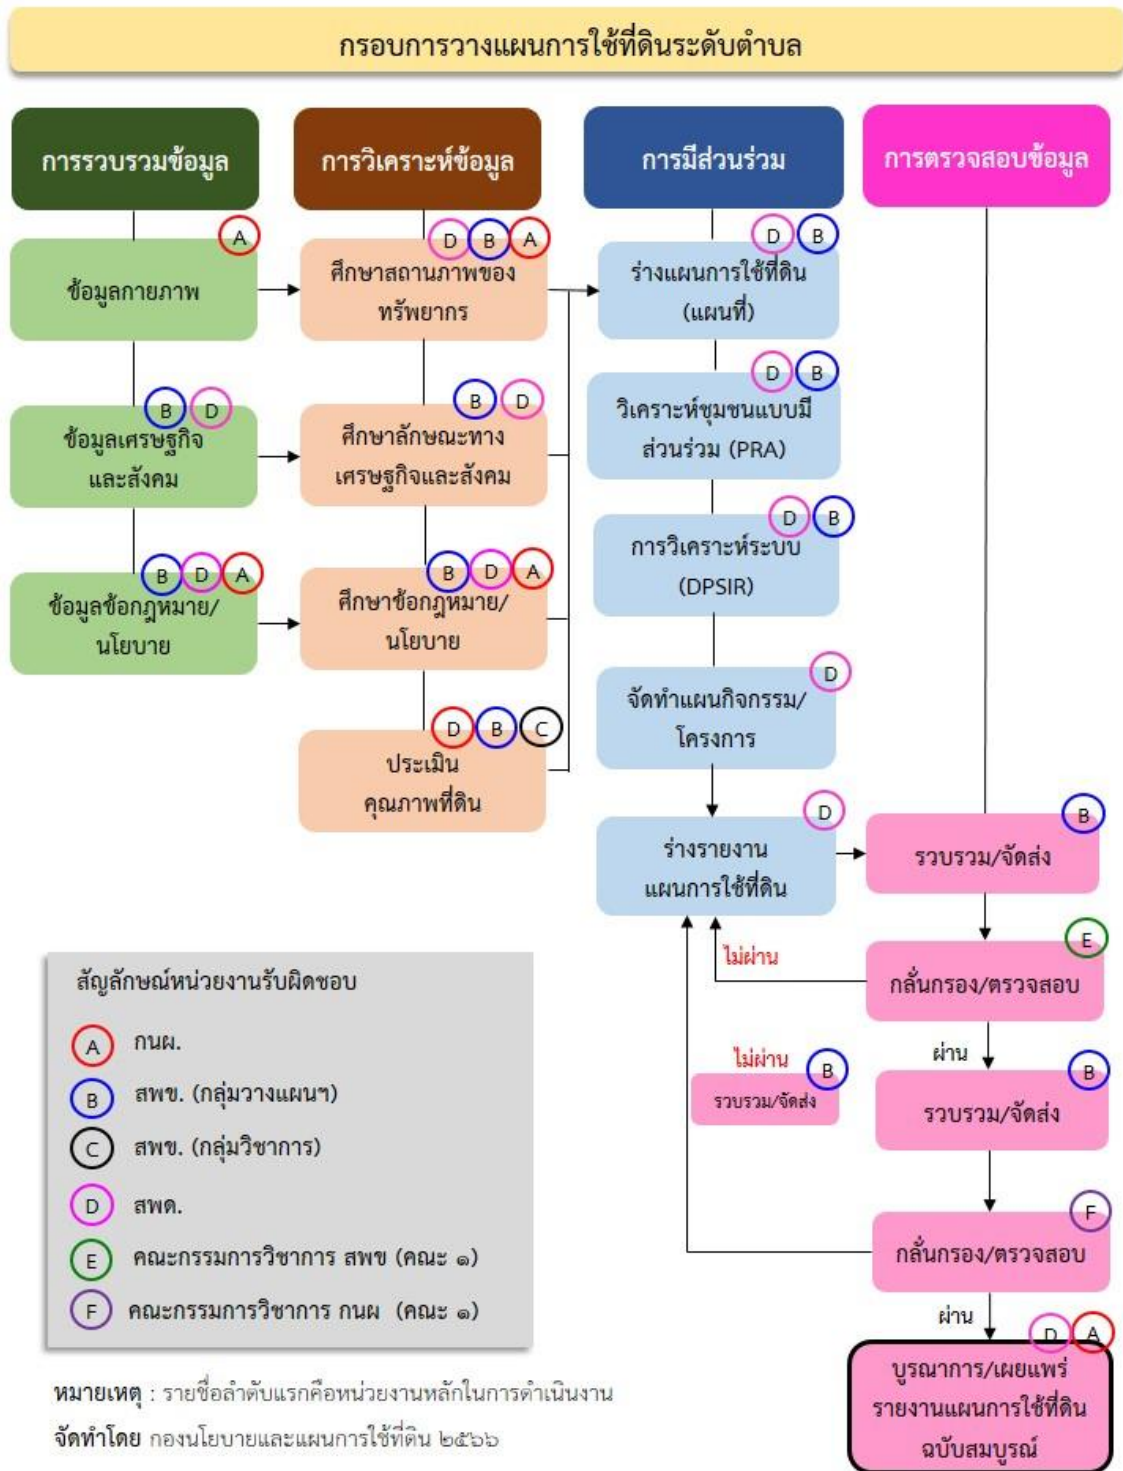 กรอบการวางแผนการใช้ที่ดินระดับตำบล
การรวบรวมข้อมูล
A
ข้อมูลกายภาพ
B D
ข้อมูลเศรษฐกิจ
และสังคม
B D A
ข้อมูลข้อกฎหมาย/
นโยบาย
การวิเคราะห์ข้อมูล
D B A
ศึกษาสถานภาพของ
ทรัพยากร
B D
ศึกษาลักษณะทาง
เศรษฐกิจและสังคม
B D A
ศึกษาข้อกฎหมาย/
นโยบาย
D B C
ประเมิน
คุณภาพที่ดิน
การมีส่วนร่วม
D B
ร่างแผนการใช้ที่ดิน
(แผนที่)
D B
วิเคราะห์ชุมชนแบบมี
ส่วนร่วม (PRA)
D B
การวิเคราะห์ระบบ
(DPSIR)
D
จัดทำแผนกิจกรรม/
โครงการ
D
ร่างรายงาน
แผนการใช้ที่ดิน
การตรวจสอบข้อมูล
B
รวบรวม/จัดส่ง
E
ไม่ผ่าน
กลั่นกรอง/ตรวจสอบ
ผ่าน
ไม่ผ่าน
B
รวบรวม/จัดส่ง
B
รวบรวม/จัดส่ง
F
กลั่นกรอง/ตรวจสอบ
ผ่าน
D A
บูรณาการ/เผยแพร่
รายงานแผนการใช้ที่ดิน
ฉบับสมบูรณ์
สัญลักษณ์หน่วยงานรับผิดชอบ
A กนผ.
B สพข. (กลุ่มวางแผนฯ)
C สพข. (กลุ่มวิชาการ)
D สพด.
E คณะกรรมการวิชาการ สพข (คณะ ๑)
F คณะกรรมการวิชาการ กนผ (คณะ ๑)
หมายเหตุ : รายชื่อลำดับแรกคือหน่วยงานหลักในการดำเนินงาน
จัดทำโดย กองนโยบายและแผนการใช้ที่ดิน ๒๕๖๖